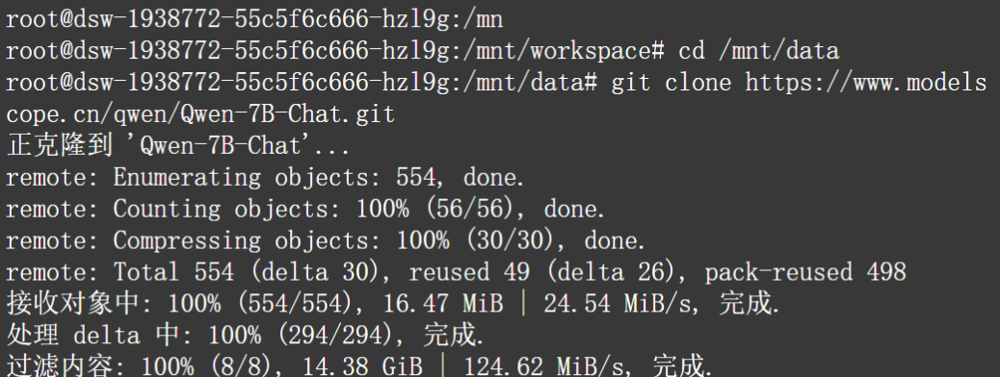 root@dsw-1938772-55c5f6c666-hzl9g:/mn
root@dsw-1938772-55c5f6c666-hzl9g:/mnt/workspace# cd /mnt/data
root@dsw-1938772-55c5f6c666-hzl9g:/mnt/data# git clone https://www.models
cope.cn/qwen/Qwen-7B-Chat.git
正克隆到 'Qwen-7B-Chat'...
remote: Enumerating objects: 554, done.
remote: Counting objects: 100% (56/56), done.
remote: Compressing objects: 100% (30/30), done.
remote: Total 554 (delta 30), reused 49 (delta 26), pack-reused 498
接收对象中: 100% (554/554), 16.47 MiB | 24.54 MiB/s, 完成.
处理 delta 中: 100% (294/294), 完成.
过滤内容: 100% (8/8), 14.38 GiB | 124.62 MiB/s, 完成.